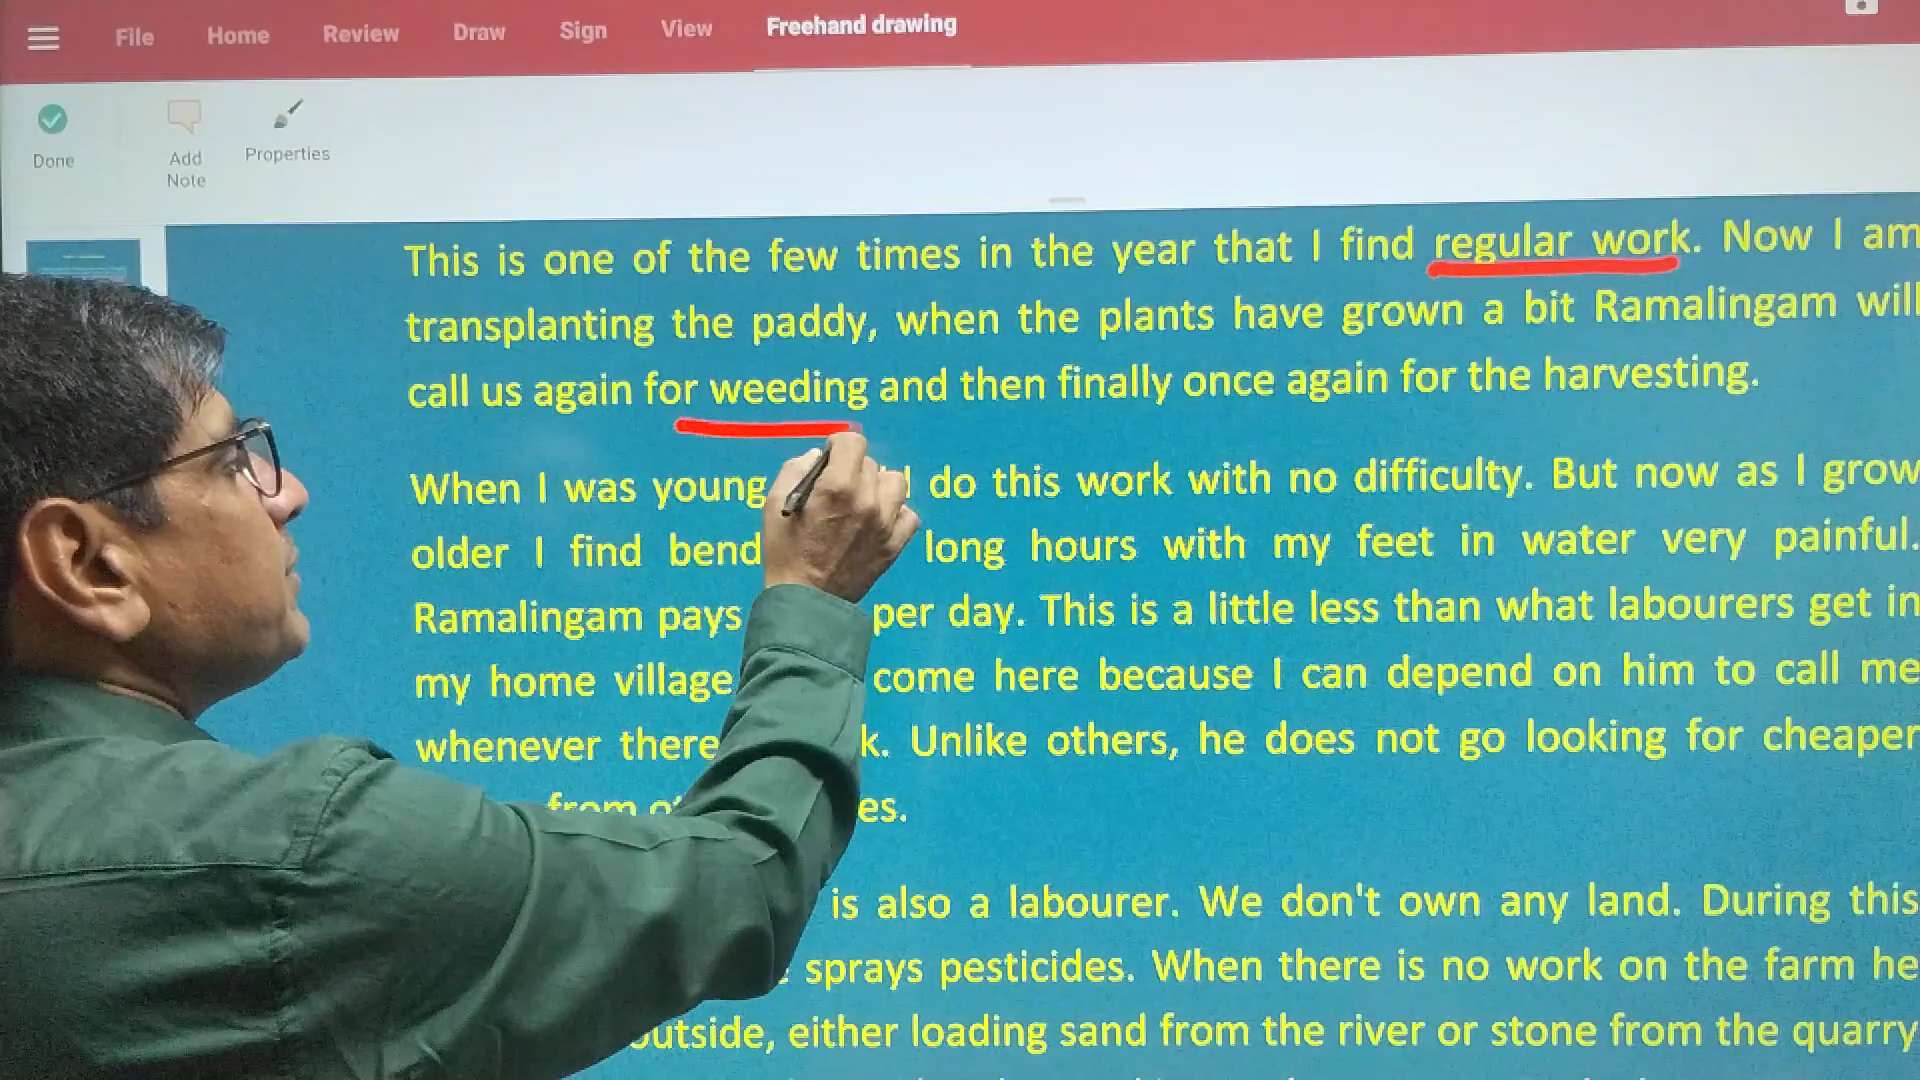 File Home Review Draw Sign View Freehand drawing
Done Add Note Properties
This is one of the few times in the year that I find regular work. Now I am
transplanting the paddy, when the plants have grown a bit Ramalingam will
call us again for weeding and then finally once again for the harvesting.
When I was young do this work with no difficulty. But now as I grow
older I find long hours with my feet in water very painful.
Ramalingam pays per day. This is a little less than what labourers get in
my home village come here because I can depend on him to call me
whenever there Unlike others, he does not go looking for cheaper
from
is also a labourer. We don't own any land. During this
sprays pesticides. When there is no work on the farm he
outside, either loading sand from the river or stone from the quarry